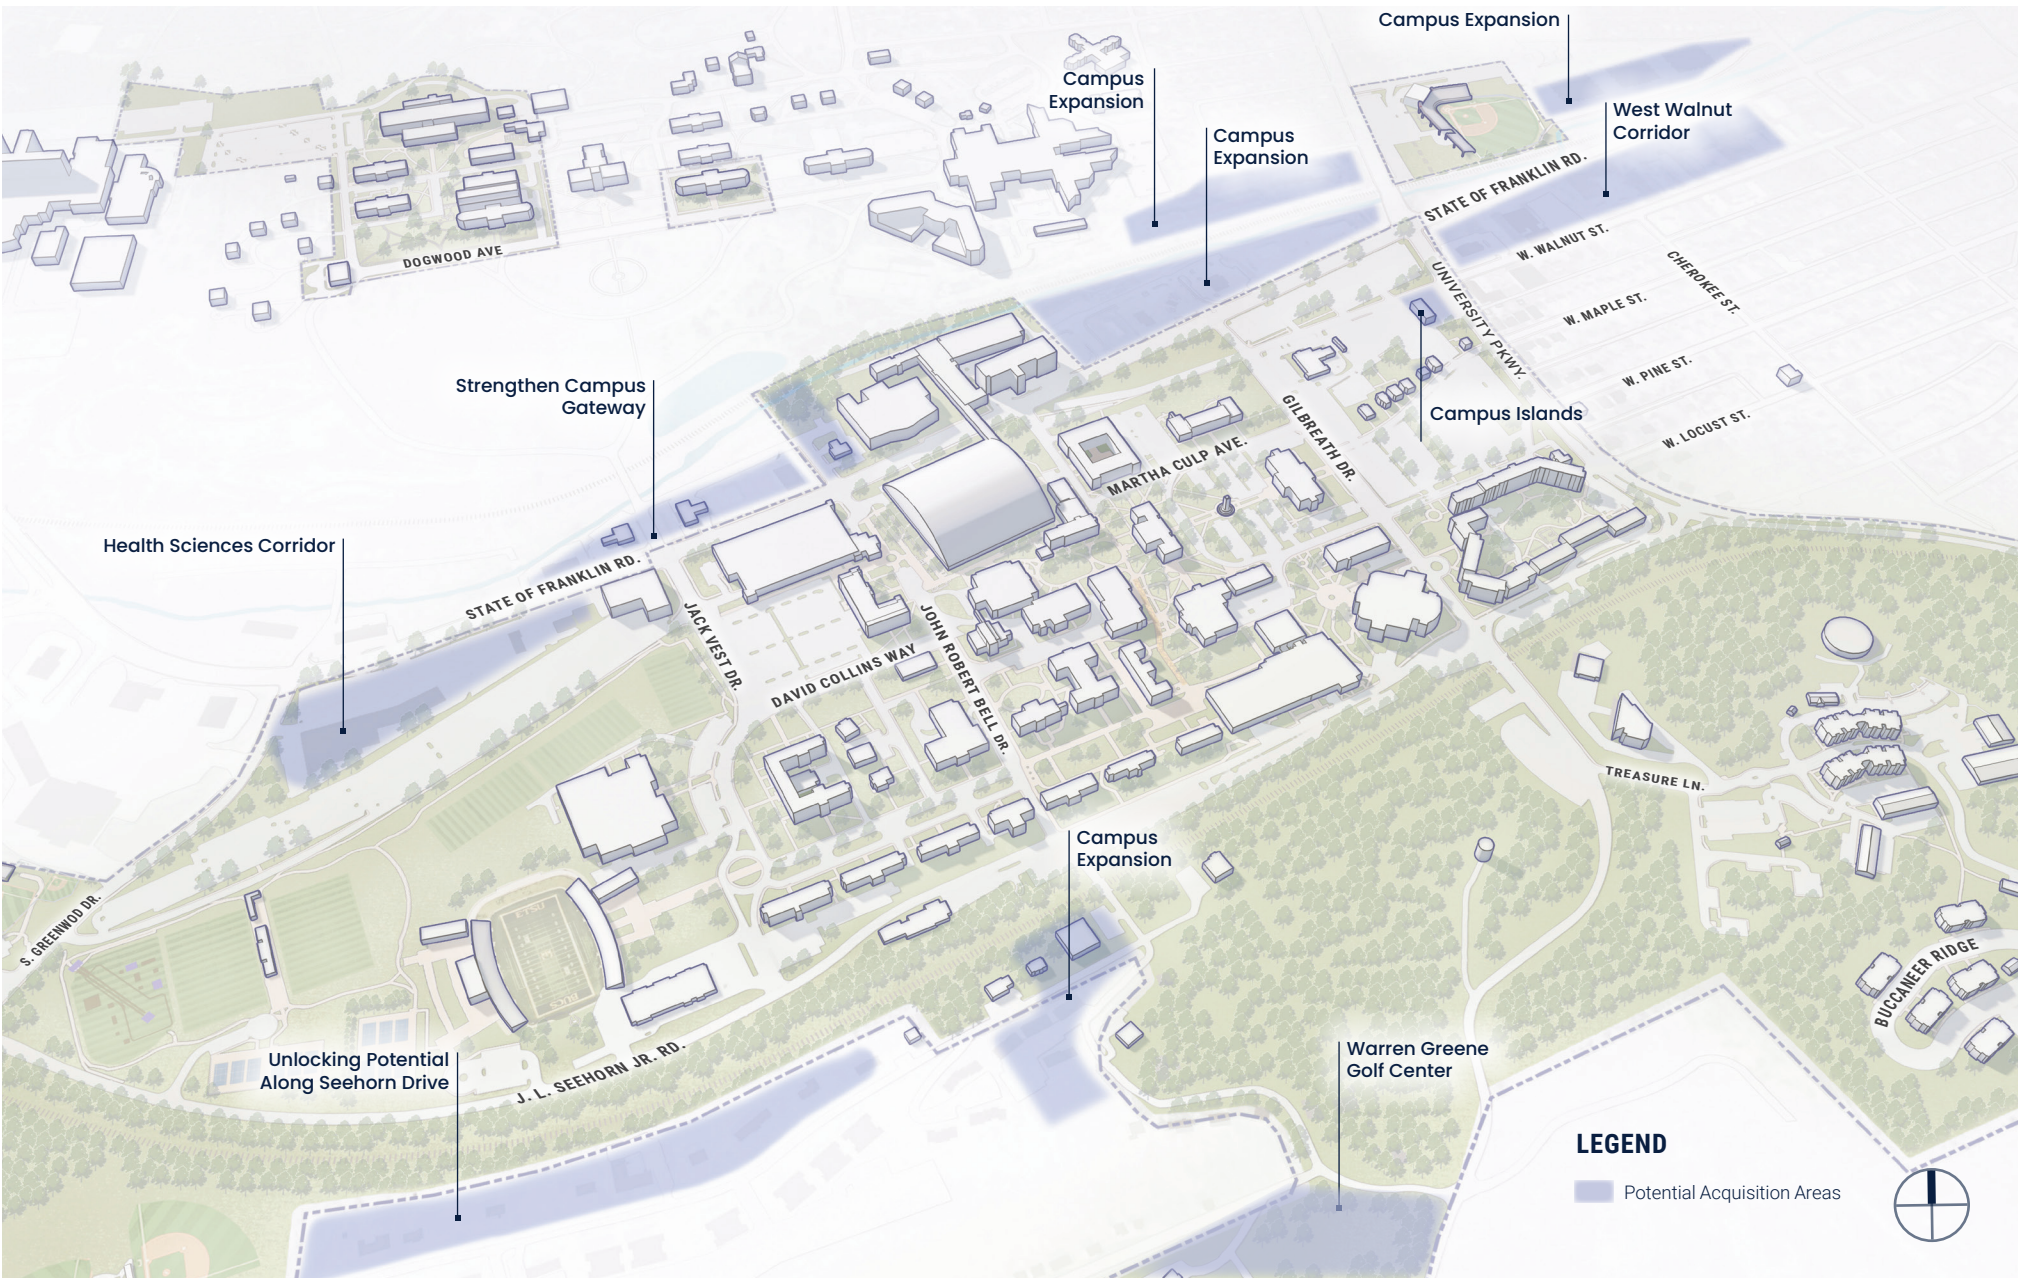 Campus Expansion
Campus
Expansion
West Walnut
Corridor
Campus
Expansion
STATE OF FRANKLIN RD.
W. WALNUT ST.
DOGWOOD AVE
CHEROKEE ST.
UNIVERSITY PKWY.
W. MAPLE ST.
W. PINE ST.
Strengthen Campus
Gateway
GILBREATH DR.
Campus Islands
W. LOCUST ST.
MARTHA CULP AVE.
Health Sciences Corridor
STATE OF FRANKLIN RD.
JACK VEST DR.
JOHN ROBERT BELL DR.
DAVID COLLINS WAY
TREASURE LN.
Campus
Expansion
S. GREENWOD DR.
BUCCANEER RIDGE
Unlocking Potential
Along Seehorn Drive
J. L. SEEHORN JR. RD.
Warren Greene
Golf Center
LEGEND
Potential Acquisition Areas